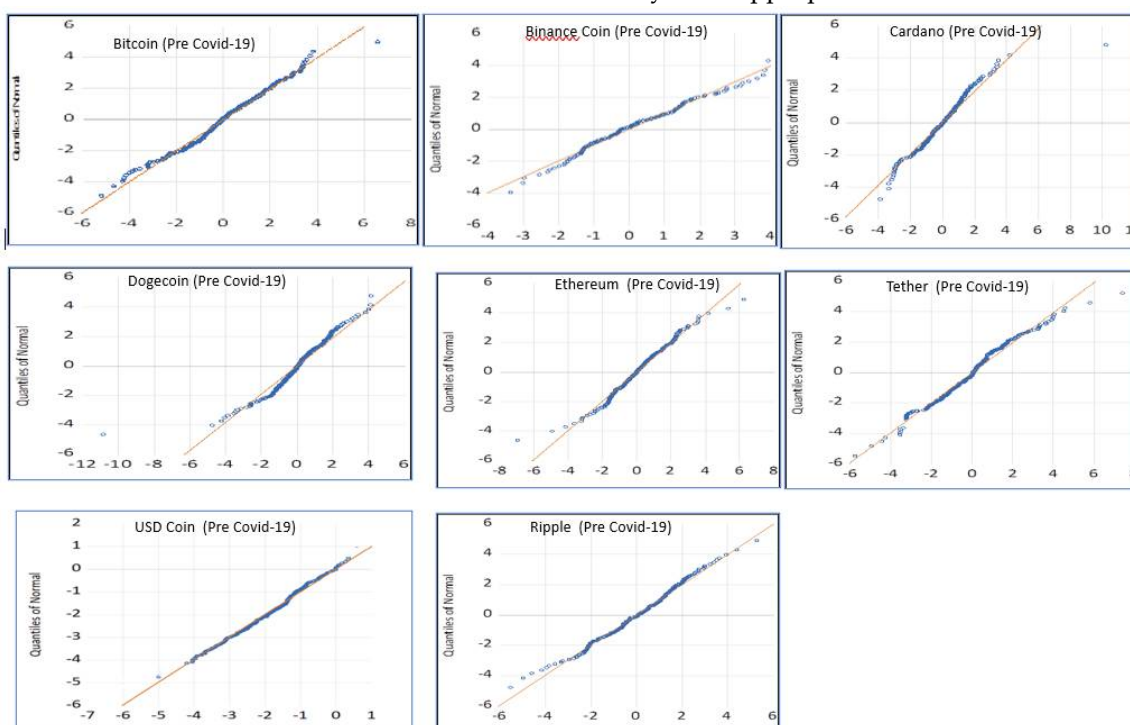 Bitcoin (Pre Covid-19)
Quantiles of Normal
6
4
2
0
-2
-4
-6
-6 -4 -2 0 2 4 6 8
Binance Coin (Pre Covid-19)
Quantiles of Normal
6
4
2
0
-2
-4
-6
-4 -3 -1 0 1 2 3 4
Cardano (Pre Covid-19)
Quantiles of Normal
6
4
2
0
-2
-4
-6
-6 -4 -2 0 2 4 6 8 10
Dogecoin (Pre Covid-19)
Quantiles of Normal
6
4
2
0
-2
-4
-6
-12 -10 -8 -6 -4 -2 0 2 4 6
Ethereum (Pre Covid-19)
Quantiles of Normal
6
4
2
0
-2
-4
-6
-8 -6 -4 -2 0 2 4 6 8
Tether (Pre Covid-19)
Quantiles of Normal
6
4
2
0
-2
-4
-6
-6 -4 -2 0 2 4 6
USD Coin (Pre Covid-19)
Quantiles of Normal
2
1
0
-1
-2
-3
-4
-5
-6
-7 -6 -5 -4 -3 -2 -1 0 1
Ripple (Pre Covid-19)
Quantiles of Normal
6
4
2
0
-2
-4
-6
-6 -4 -2 0 2 4 6